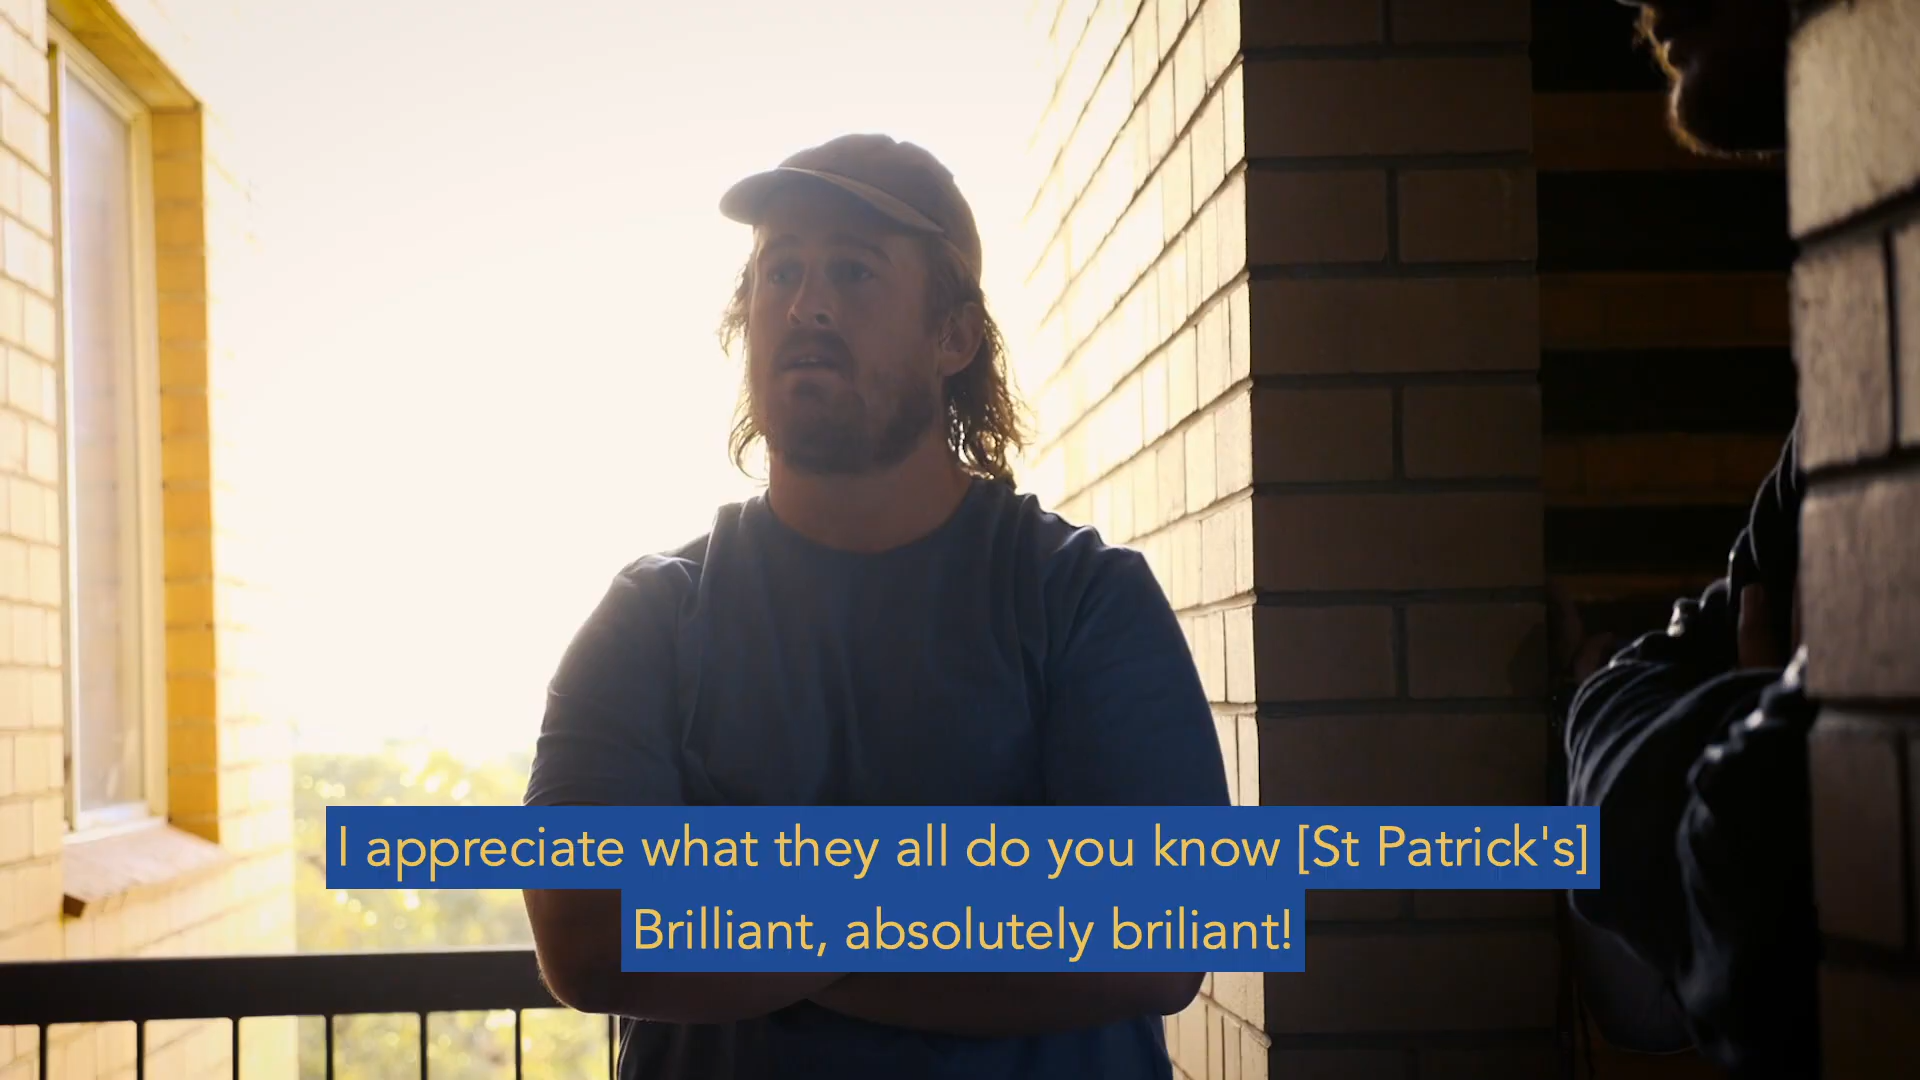 I appreciate what they all do you know [St Patrick's]
Brilliant, absolutely briliant!